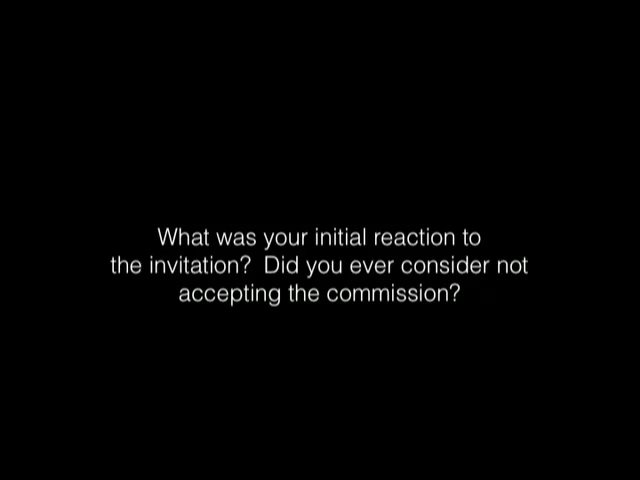 What was your initial reaction to
the invitation?  Did you ever consider not
accepting the commission?